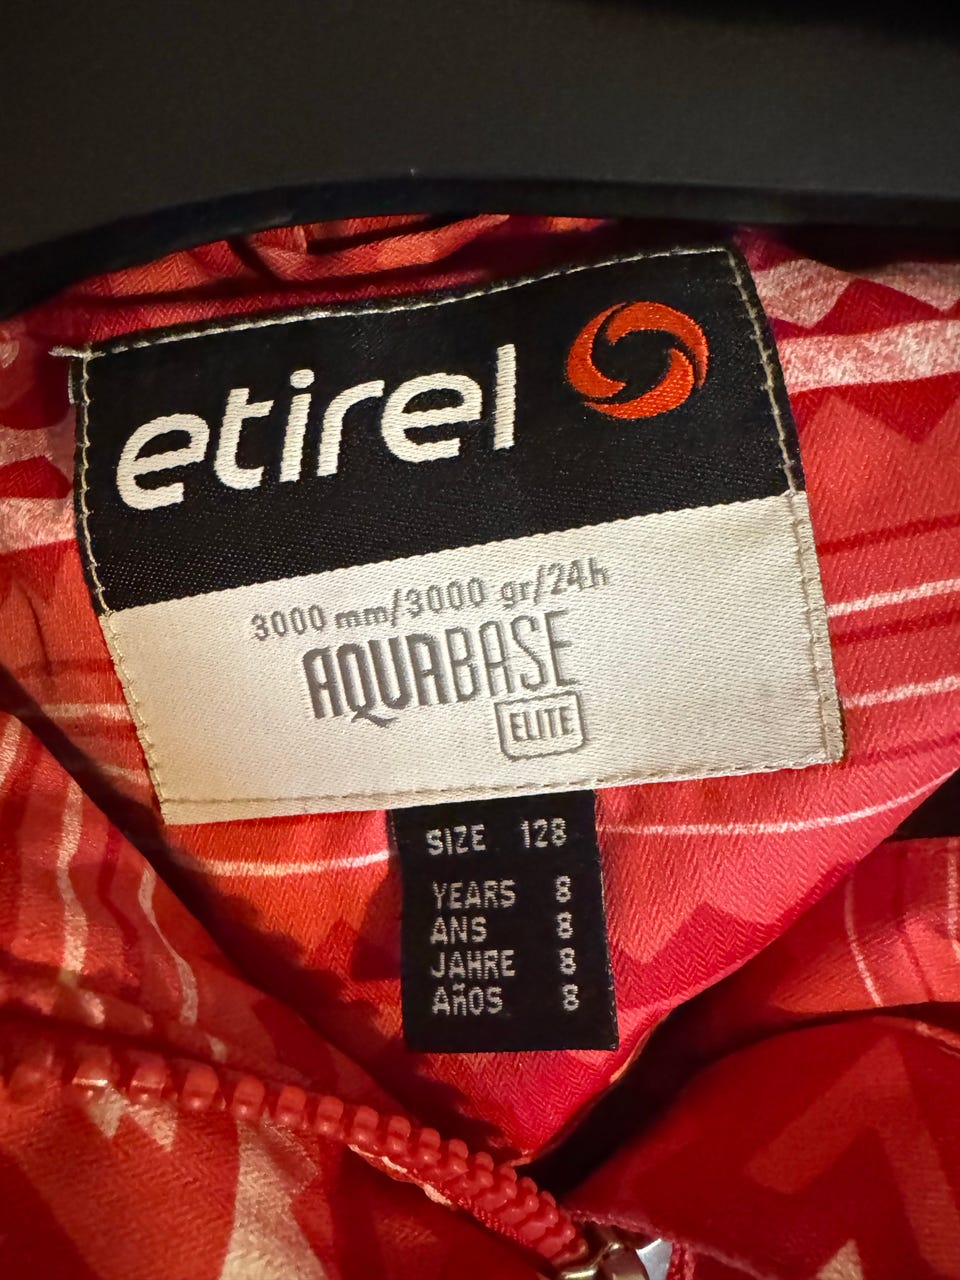 etirel
3000 mm/3000 gr/24h
AQUABASE
ELITE
SIZE 128
YEARS 8
ANS 8
JAHRE 8
AÑOS 8